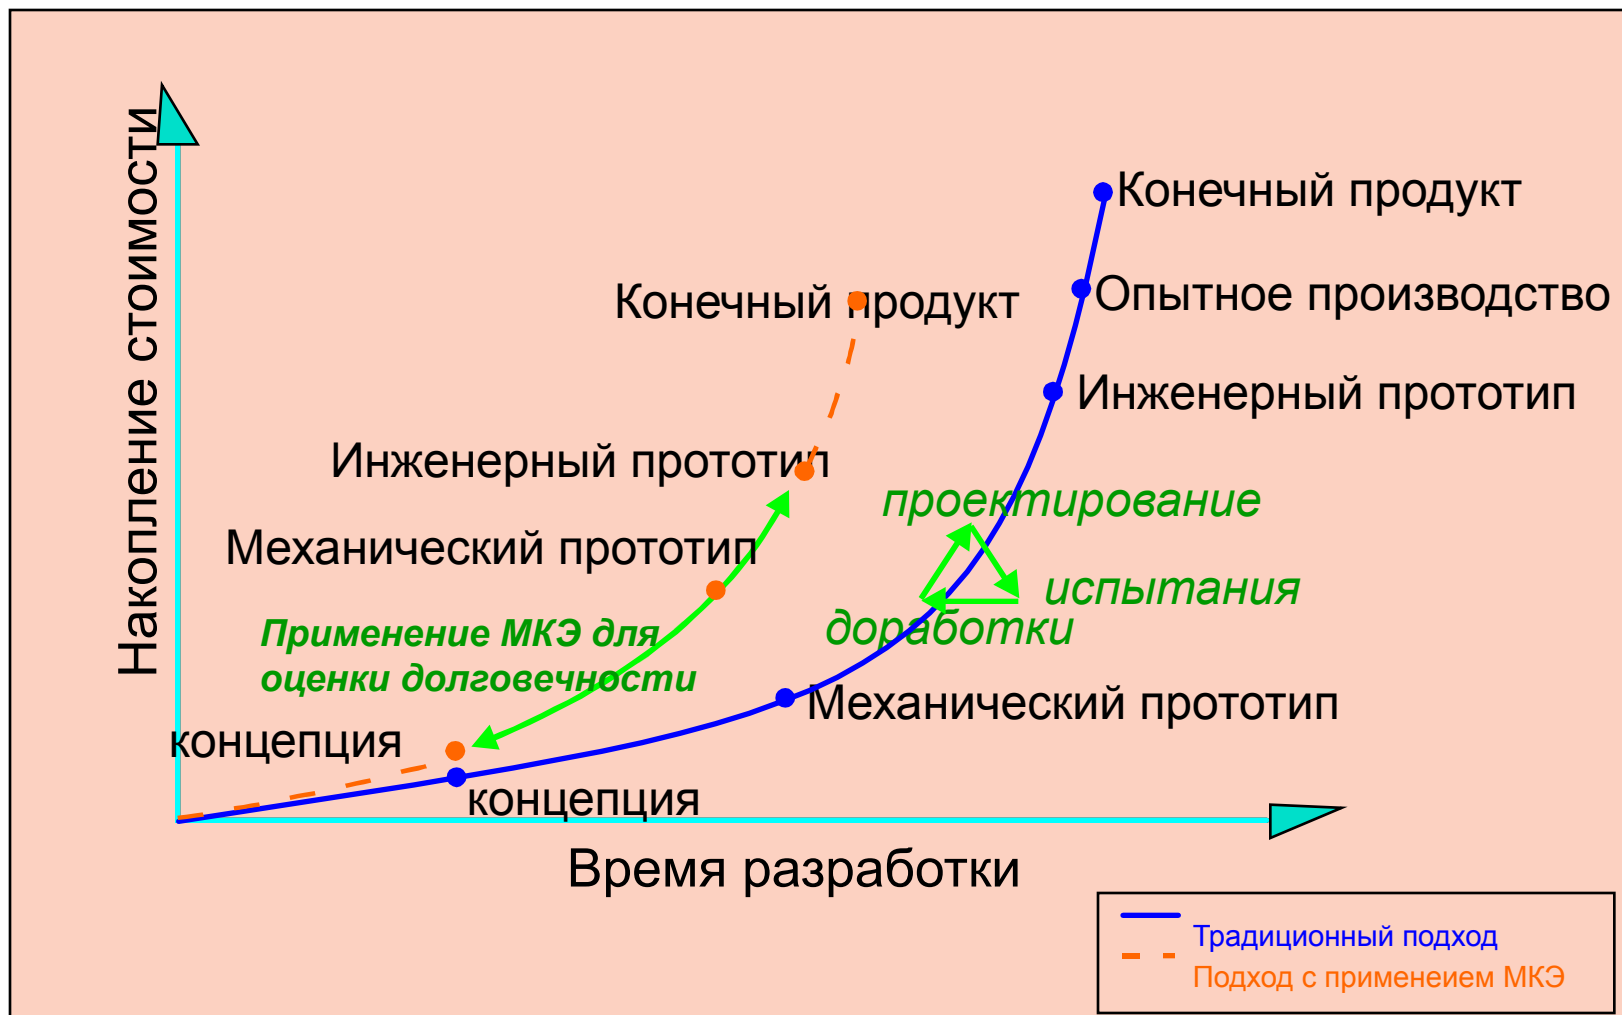 Накопление стоимости
Конечный продукт
Опытное производство
Конечный продукт
Инженерный прототип
Инженерный прототип
проектирование
Механический прототип
испытания
доработки
Применение МКЭ для
оценки долговечности
Механический прототип
концепция
концепция
Время разработки
Традиционный подход
Подход с применеием МКЭ